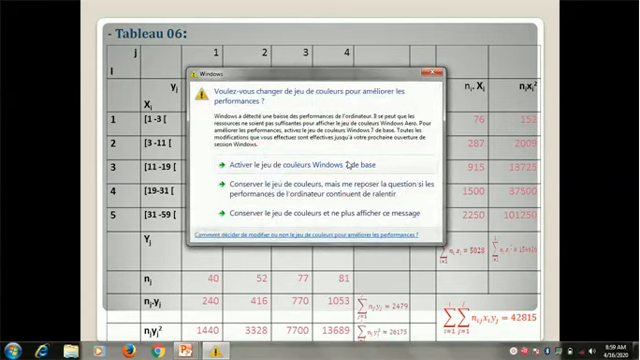 - Tableau 06:
j 1 2 3 4
I yj ni. Xj nixi²
Xi
1 [1 -3 [ 76 152
2 [3 -11 [ 287 2009
3 [11 -19 [ 915 13725
4 [19-31 [ 1500 37500
5 [31 -59 [ 2250 101250
Yj
nj 40 52 77 81
nj.yj 240 416 770 1053 = 2479
njyj² 1440 3328 7700 13689 = 26175
Windows
Voulez-vous changer de jeu de couleurs pour améliorer les
performances ?
Windows a détecté une baisse des performances de l'ordinateur. Il se peut que les
ressources ne soient pas suffisantes pour afficher le jeu de couleurs Windows Aero. Pour
améliorer les performances, activez le jeu de couleurs Windows 7 de base. Toutes les
modifications que vous effectuez sont effectives jusqu'à votre prochaine ouverture de
session Windows.
Activer le jeu de couleurs Windows 7 de base
Conserver le jeu de couleurs, mais me reposer la question si les
performances de l'ordinateur continuent de ralentir
Conserver le jeu de couleurs et ne plus afficher ce message
Comment décider de modifier ou non le jeu de couleurs pour améliorer les performances ?
= 5028
nij xi yj = 42815
8:59 AM
4/16/2020